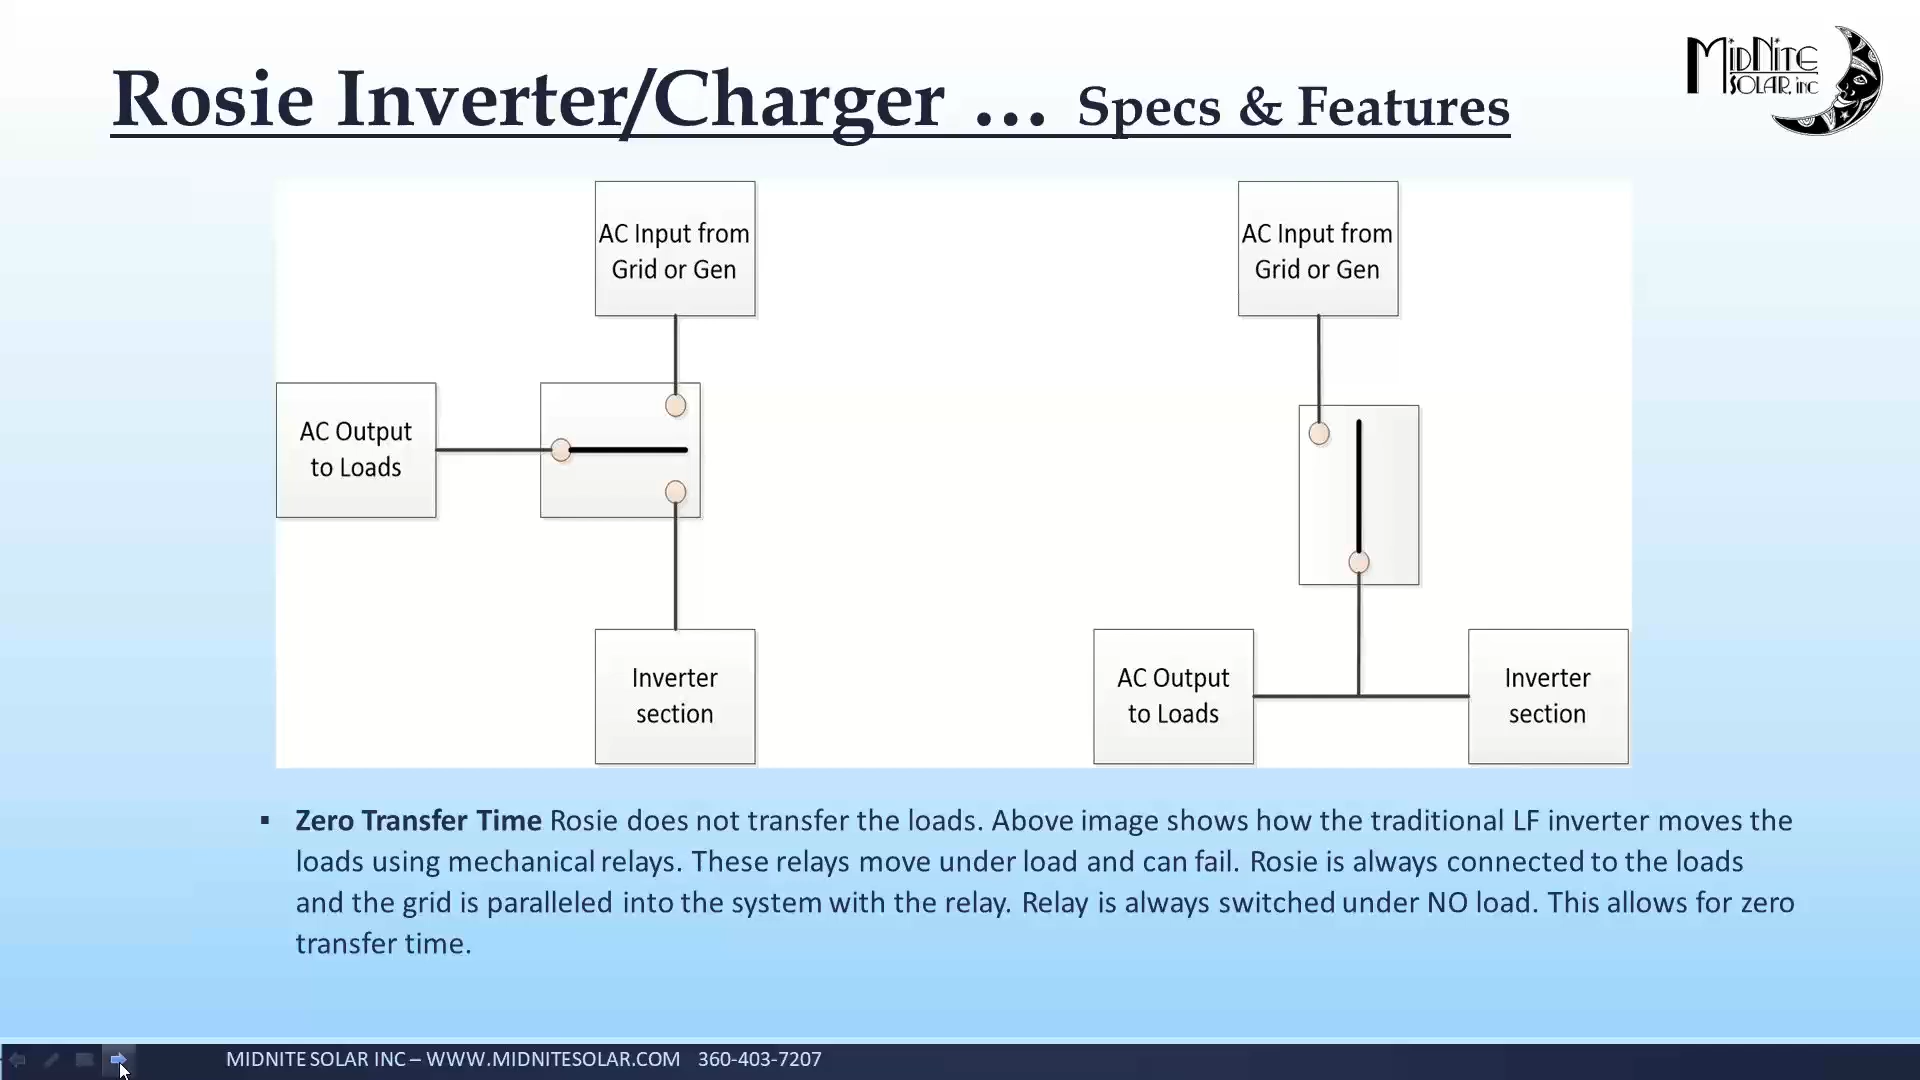 Rosie Inverter/Charger ... Specs & Features
MIDNITE
SOLAR, inc
AC Input from
Grid or Gen
AC Input from
Grid or Gen
AC Output
to Loads
Inverter
section
AC Output
to Loads
Inverter
section
▪ Zero Transfer Time Rosie does not transfer the loads. Above image shows how the traditional LF inverter moves the
loads using mechanical relays. These relays move under load and can fail. Rosie is always connected to the loads
and the grid is paralleled into the system with the relay. Relay is always switched under NO load. This allows for zero
transfer time.
MIDNITE SOLAR INC – WWW.MIDNITESOLAR.COM 360-403-7207